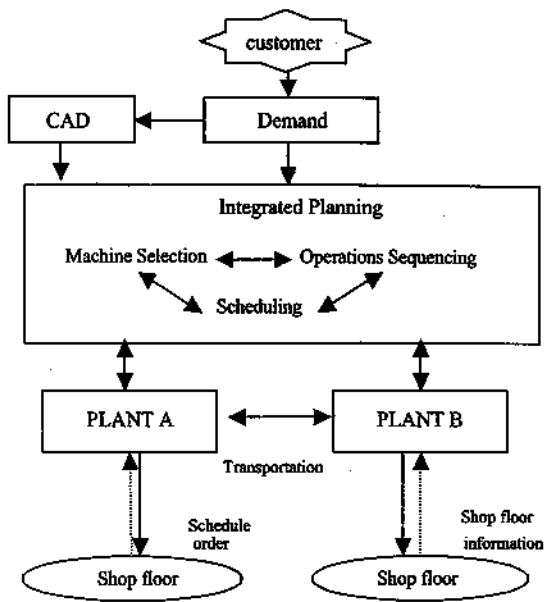 customer
CAD
Demand
Integrated Planning
Machine Selection
Operations Sequencing
Scheduling
PLANT A
PLANT B
Transportation
Schedule
order
Shop floor
information
Shop floor
Shop floor